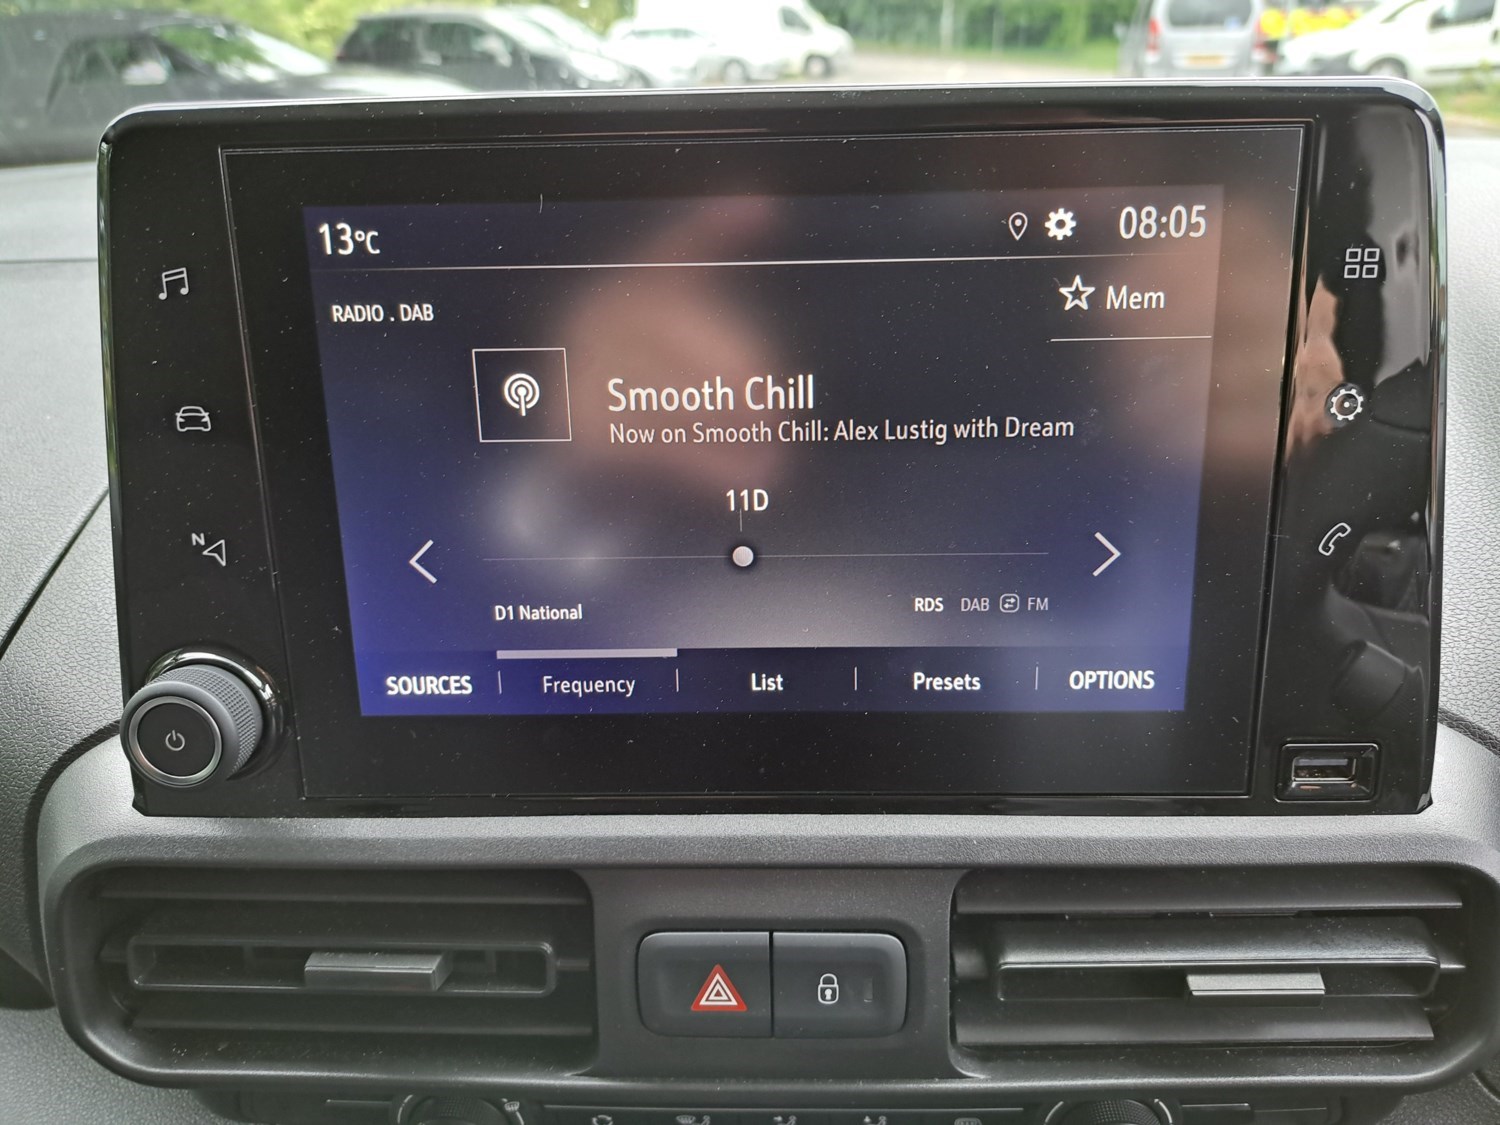 13°C
08:05
RADIO . DAB
Mem
Smooth Chill
Now on Smooth Chill: Alex Lustig with Dream
11D
N
D1 National
RDS DAB FM
SOURCES Frequency List Presets OPTIONS